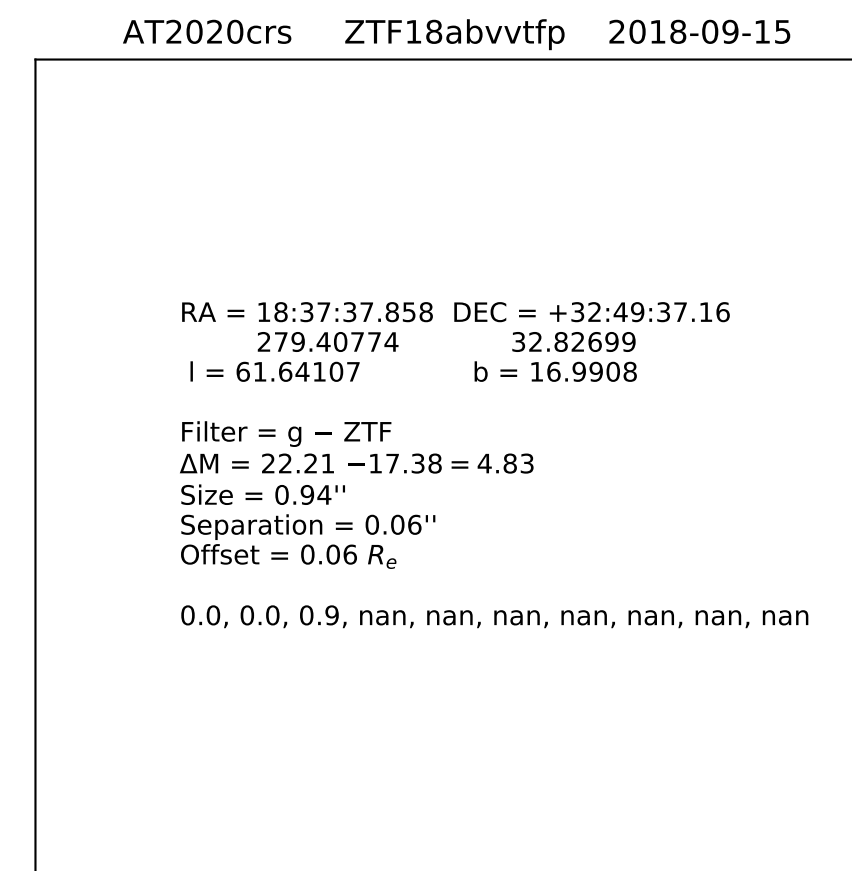 AT2020crs ZTF18abvvtfp 2018-09-15
RA = 18:37:37.858 DEC = +32:49:37.16
279.40774 32.82699
l = 61.64107 b = 16.9908
Filter = g − ZTF
ΔM = 22.21 −17.38 = 4.83
Size = 0.94''
Separation = 0.06''
Offset = 0.06 Re
0.0, 0.0, 0.9, nan, nan, nan, nan, nan, nan, nan